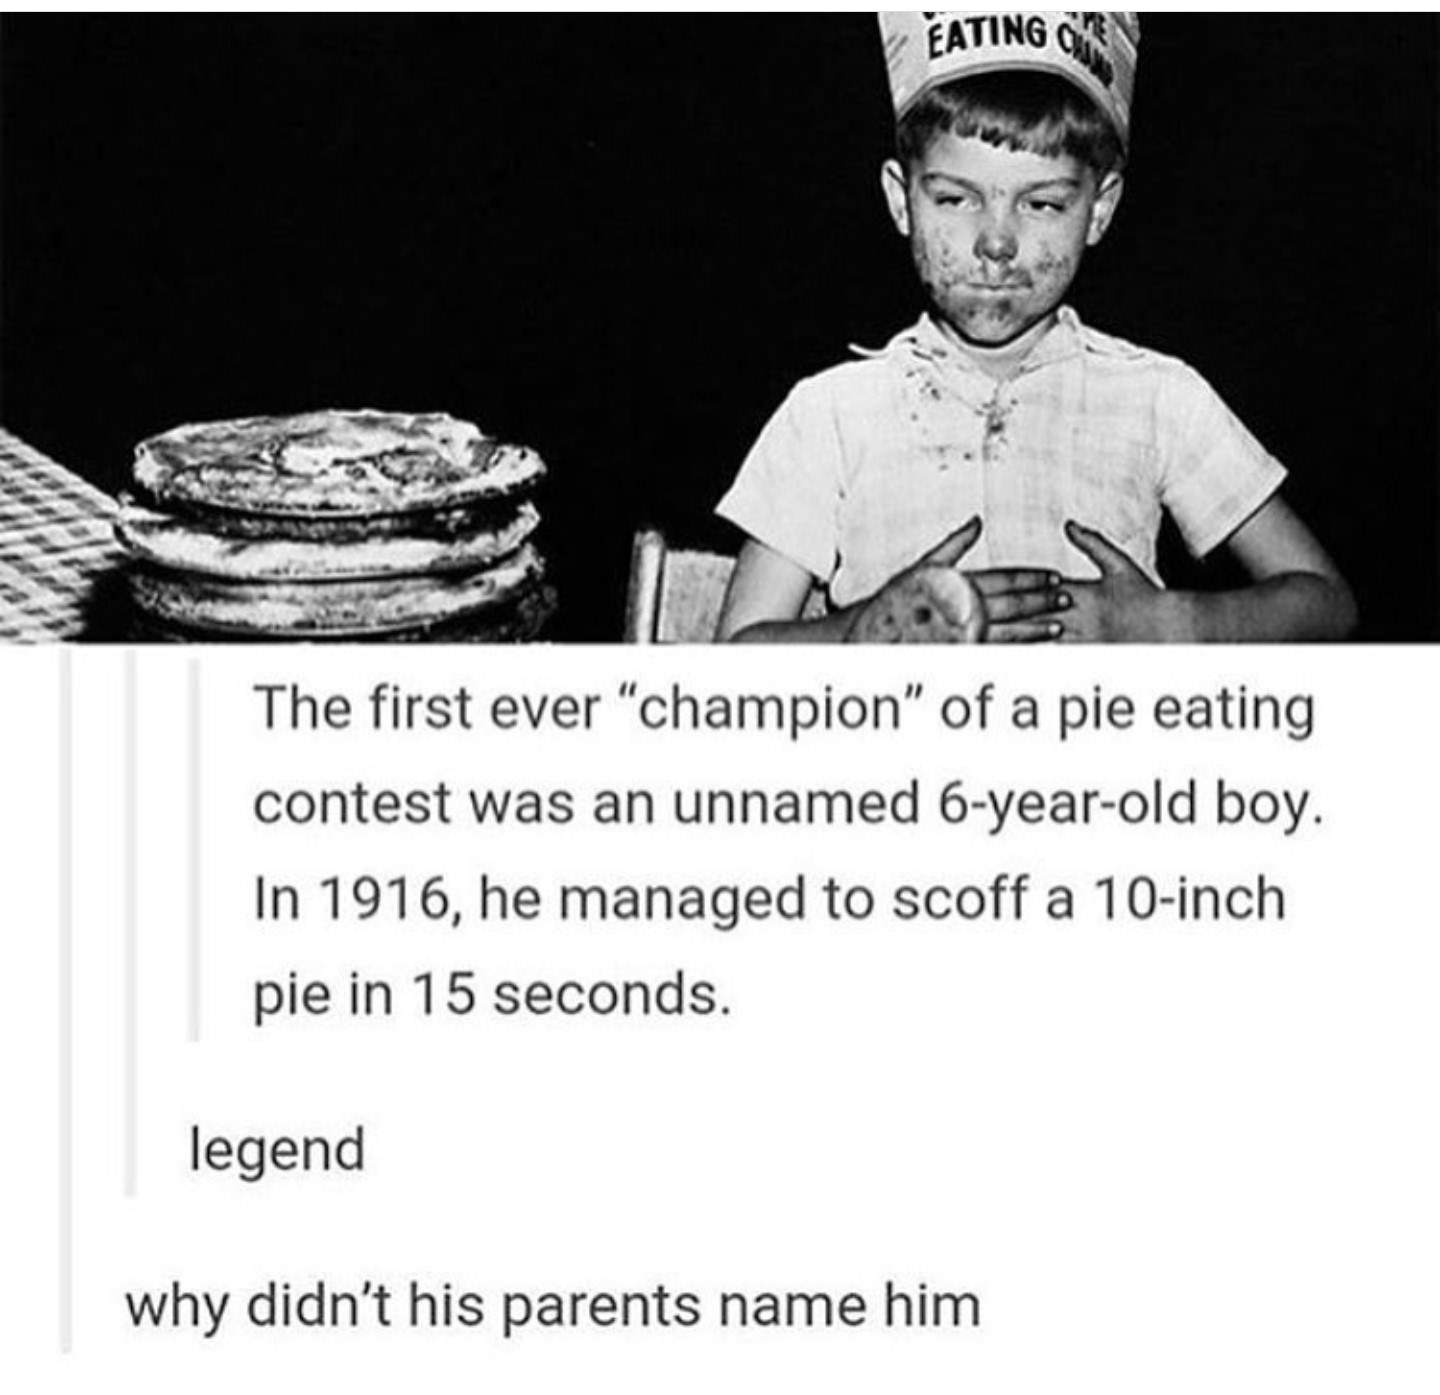 EATING CHAMP
The first ever “champion” of a pie eating
contest was an unnamed 6-year-old boy.
In 1916, he managed to scoff a 10-inch
pie in 15 seconds.
legend
why didn’t his parents name him